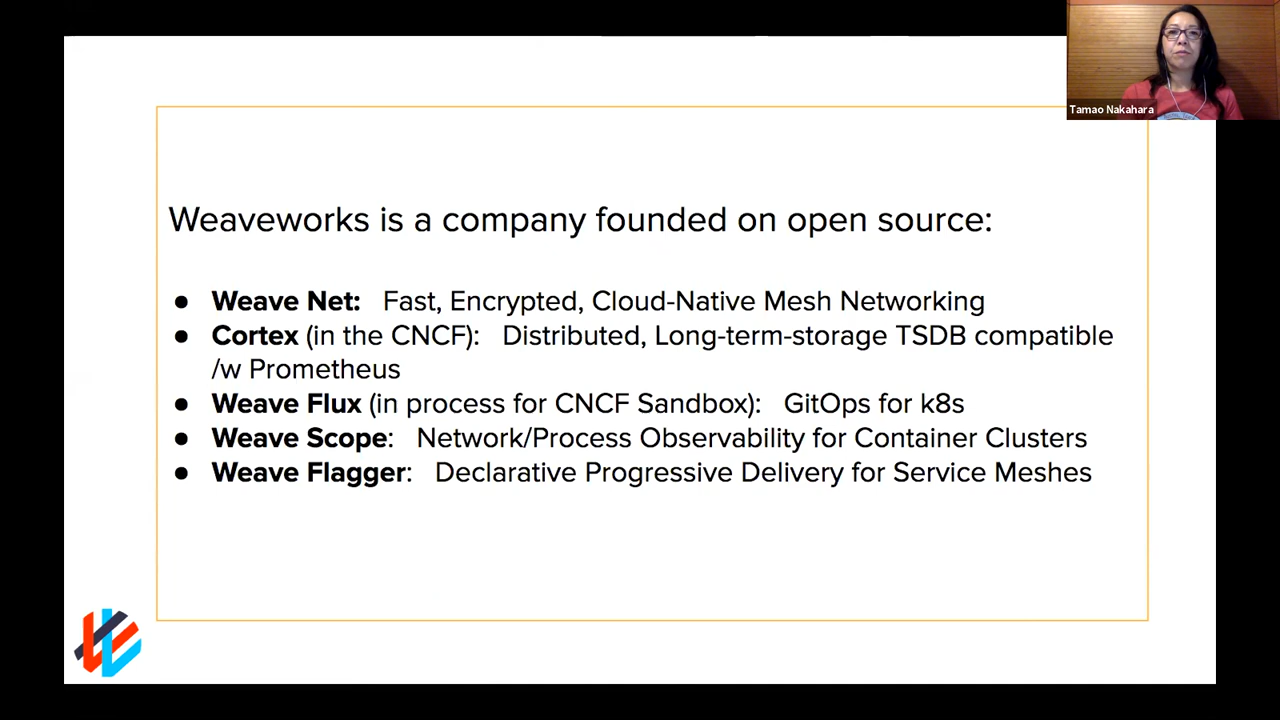 Tamao Nakahara
Weaveworks is a company founded on open source:
● Weave Net: Fast, Encrypted, Cloud-Native Mesh Networking
● Cortex (in the CNCF): Distributed, Long-term-storage TSDB compatible
/w Prometheus
● Weave Flux (in process for CNCF Sandbox): GitOps for k8s
● Weave Scope: Network/Process Observability for Container Clusters
● Weave Flagger: Declarative Progressive Delivery for Service Meshes